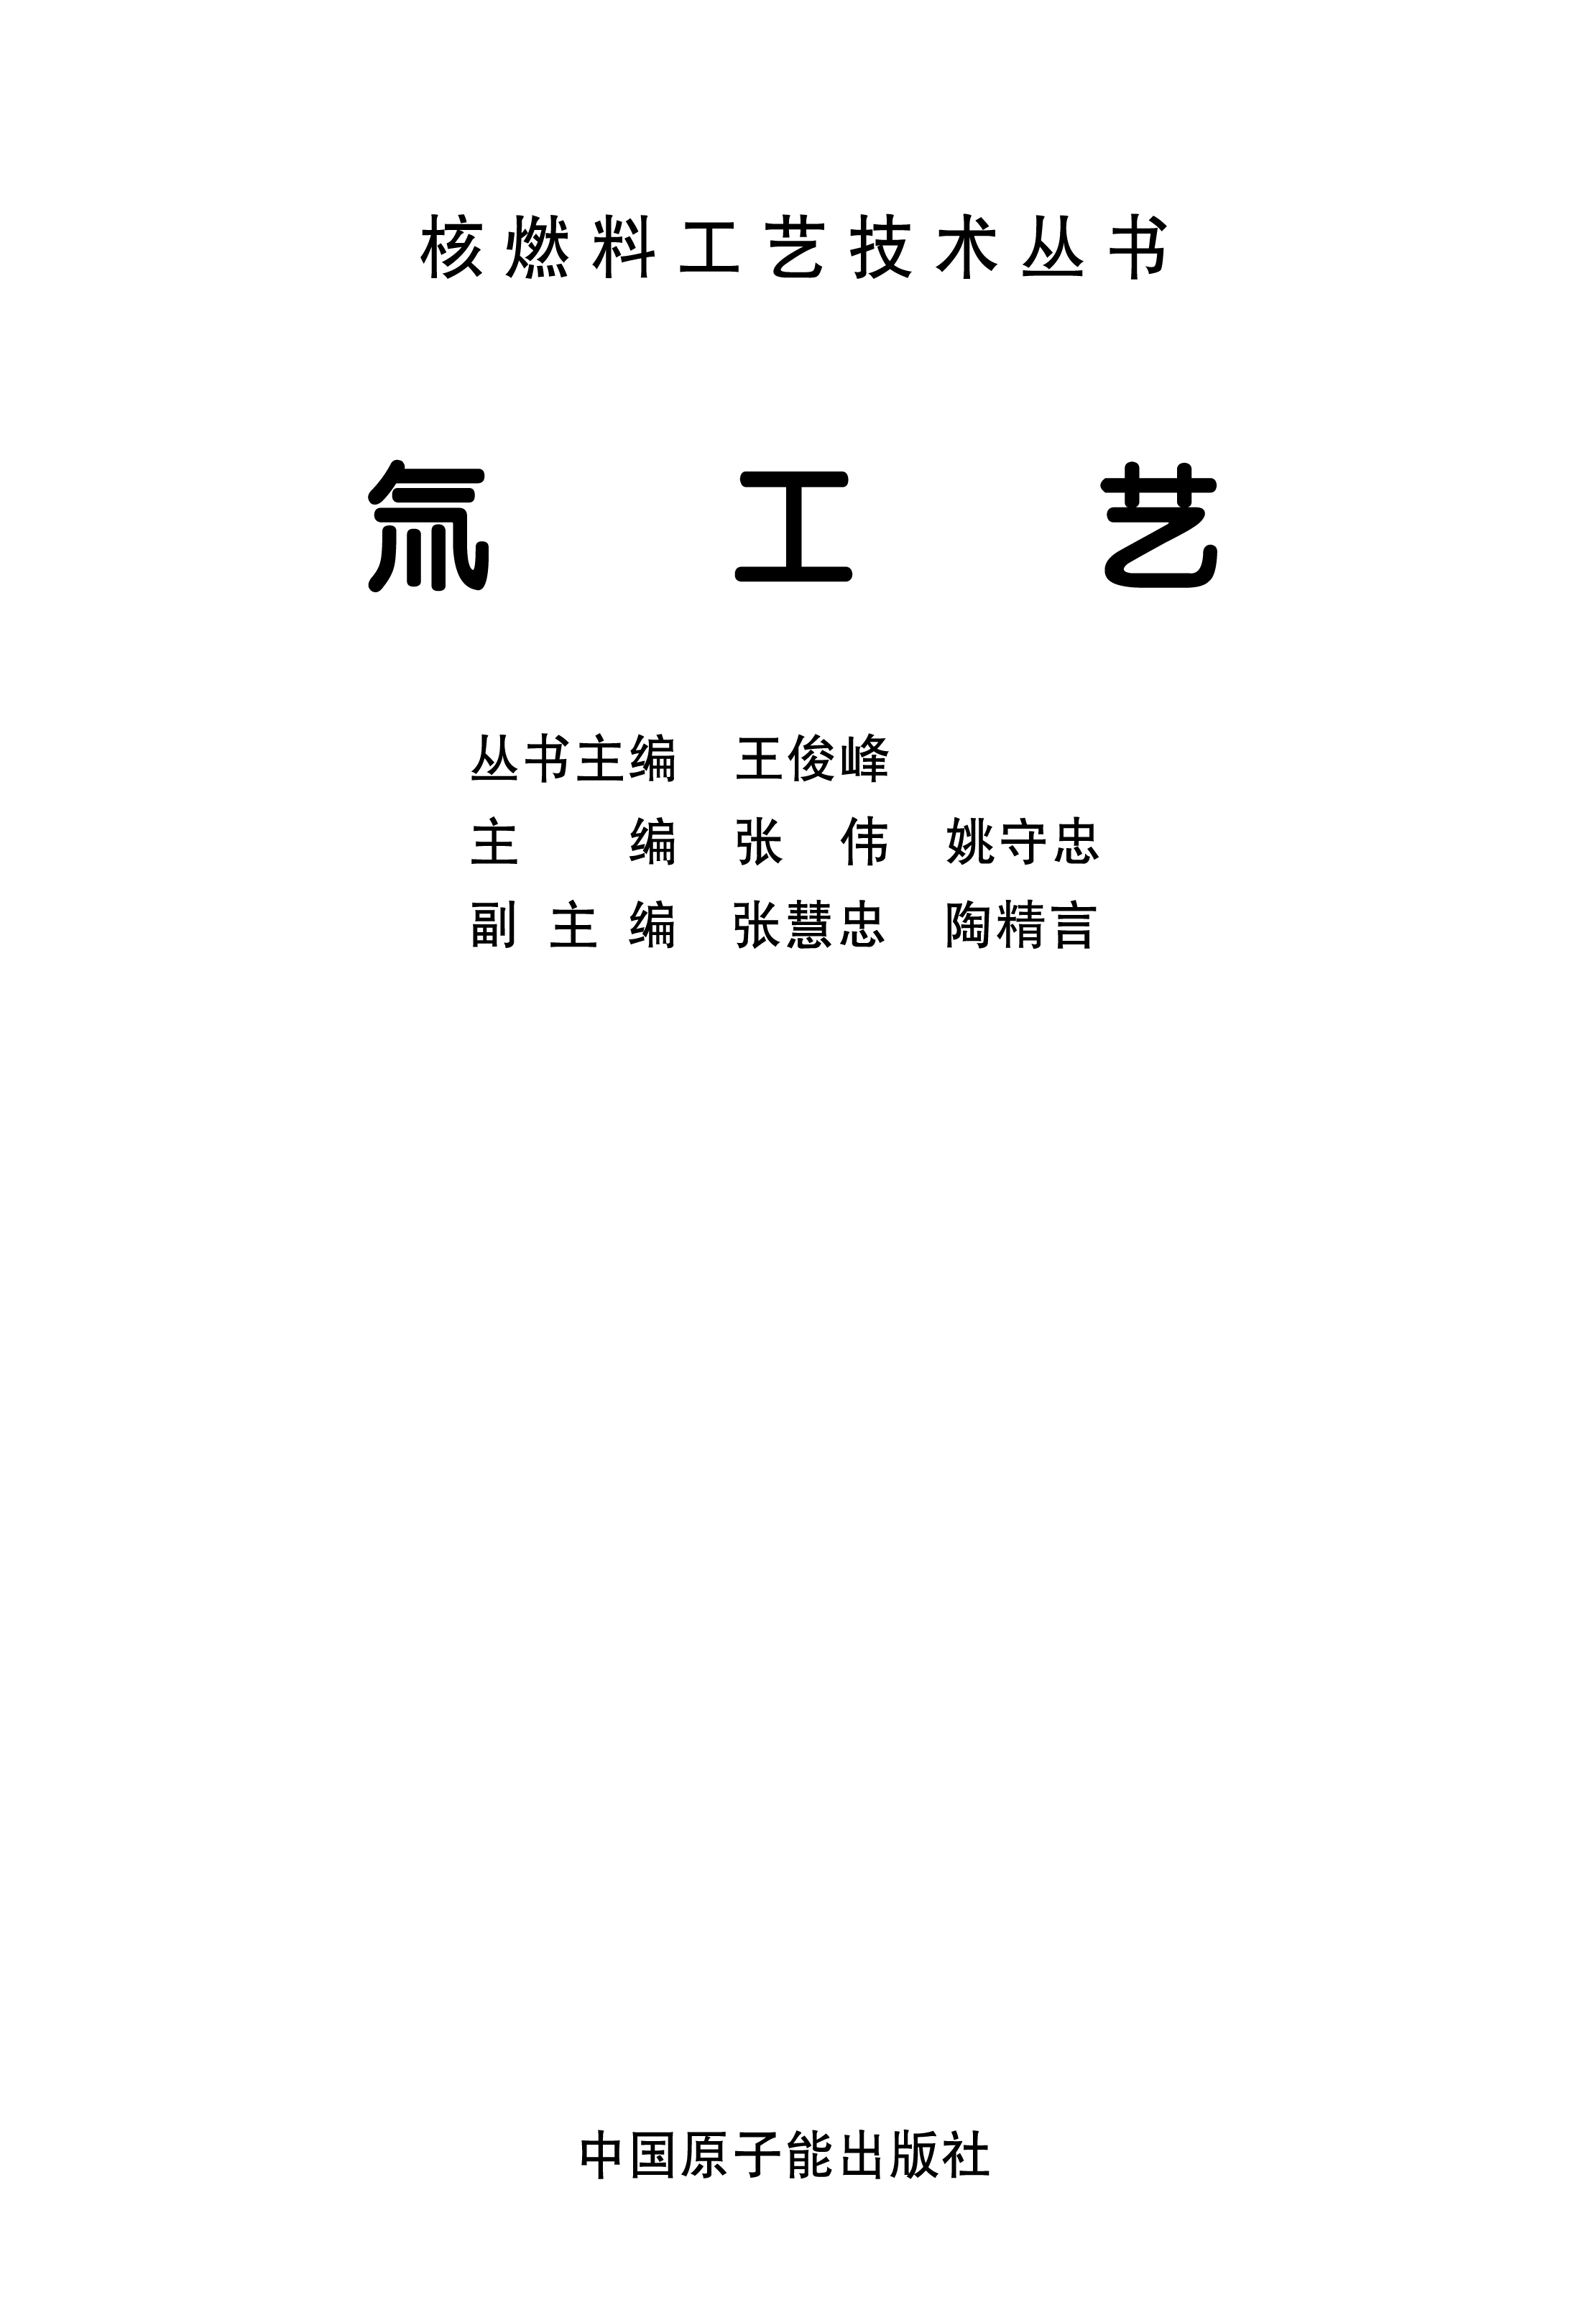 核燃料工艺技术丛书
氚工艺
丛书主编 王俊峰
主编 张伟 姚守忠
副主编 张慧忠 陶精言
中国原子能出版社